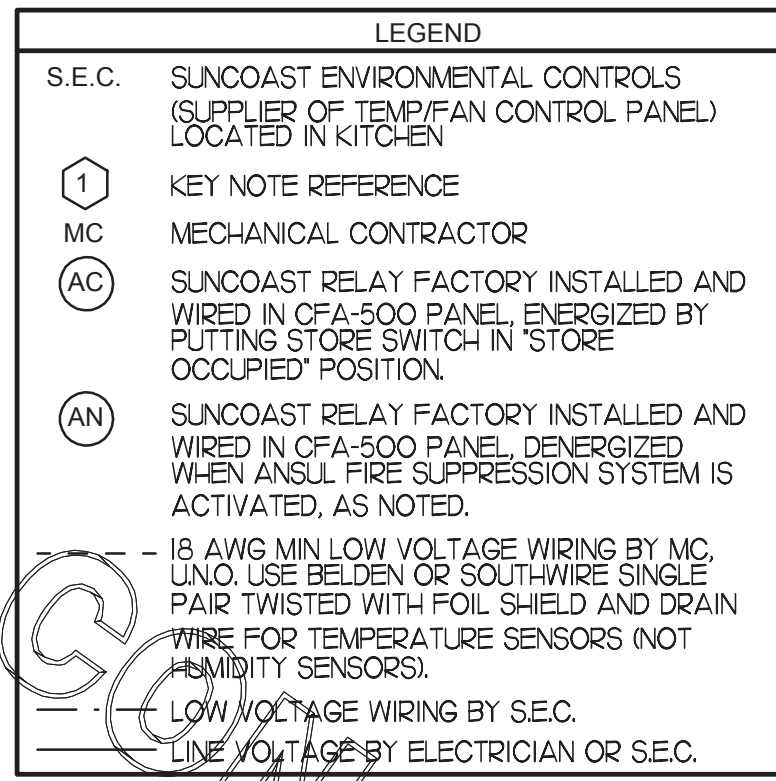 LEGEND
S.E.C. SUNCOAST ENVIRONMENTAL CONTROLS
(SUPPLIER OF TEMP/FAN CONTROL PANEL)
LOCATED IN KITCHEN
1 KEY NOTE REFERENCE
MC MECHANICAL CONTRACTOR
AC SUNCOAST RELAY FACTORY INSTALLED AND
WIRED IN CFA-500 PANEL, ENERGIZED BY
PUTTING STORE SWITCH IN "STORE
OCCUPIED" POSITION.
AN SUNCOAST RELAY FACTORY INSTALLED AND
WIRED IN CFA-500 PANEL, DENERGIZED
WHEN ANSUL FIRE SUPPRESSION SYSTEM IS
ACTIVATED, AS NOTED.
18 AWG MIN LOW VOLTAGE WIRING BY MC,
U.N.O. USE BELDEN OR SOUTHWIRE SINGLE
PAIR TWISTED WITH FOIL SHIELD AND DRAIN
WIRE FOR TEMPERATURE SENSORS (NOT
HUMIDITY SENSORS).
LOW VOLTAGE WIRING BY S.E.C.
LINE VOLTAGE BY ELECTRICIAN OR S.E.C.